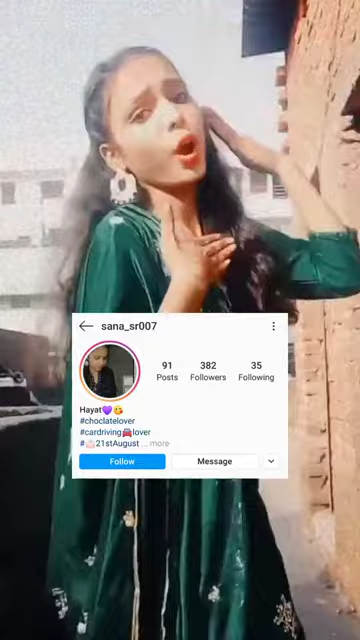 sana_sr007
91 382 35
Posts Followers Following
Hayat💜😘
#choclatelover
#cardriving🚘lover
#🎂21stAugust ... more
Follow Message